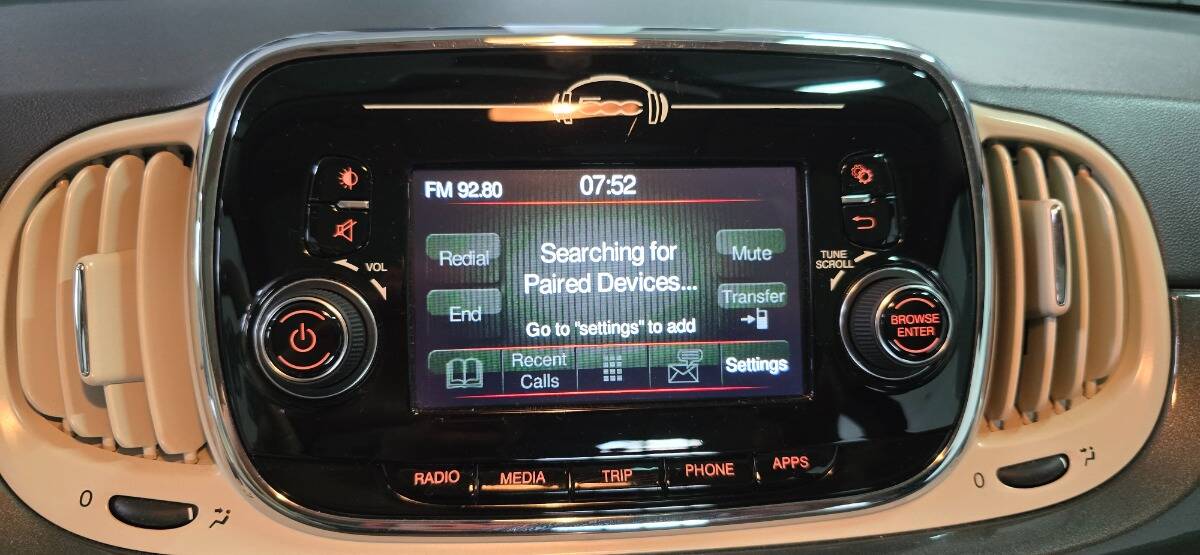 500
FM 92.80
07:52
Redial
Searching for
Paired Devices...
Mute
End
Transfer
Go to "settings" to add
Recent
Calls
Settings
VOL
TUNE
SCROLL
BROWSE
ENTER
RADIO
MEDIA
TRIP
PHONE
APPS
0
0